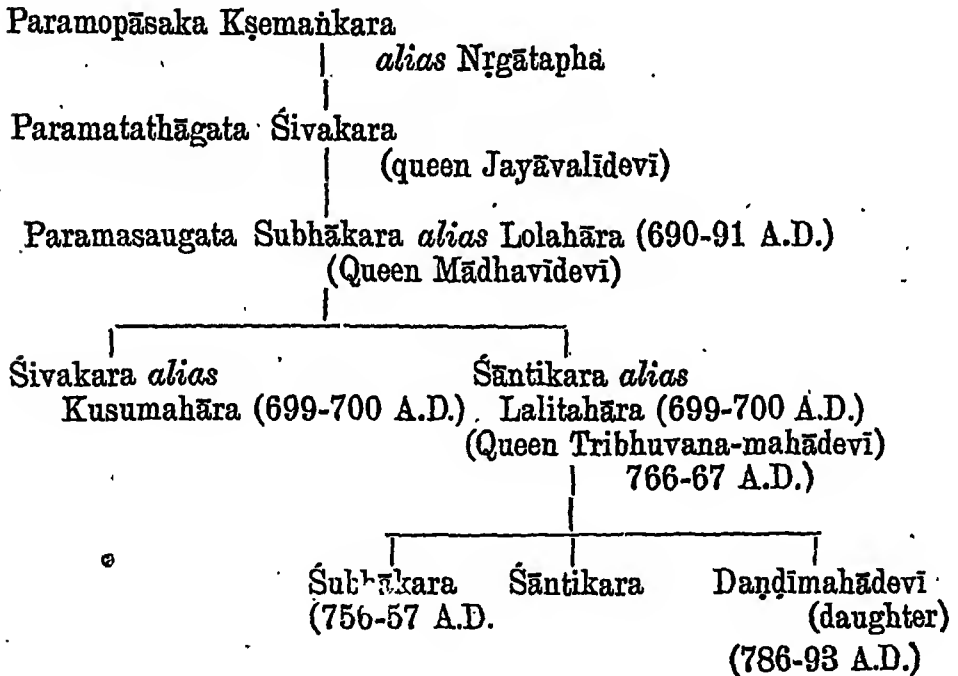 Paramopāsaka Kṣemaṅkara
alias Nṛgātapha
Paramatathāgata Śivakara
(queen Jayāvalīdevī)
Paramasaugata Subhākara alias Lolahāra (690-91 A.D.)
(Queen Mādhavīdevī)
Śivakara alias Śāntikara alias
Kusumahāra (699-700 A.D.) Lalitahāra (699-700 A.D.)
(Queen Tribhuvana-mahādevī)
766-67 A.D.)
Śubhākara Śāntikara Daṇḍīmahādevī
(756-57 A.D. (daughter)
(786-93 A.D.)